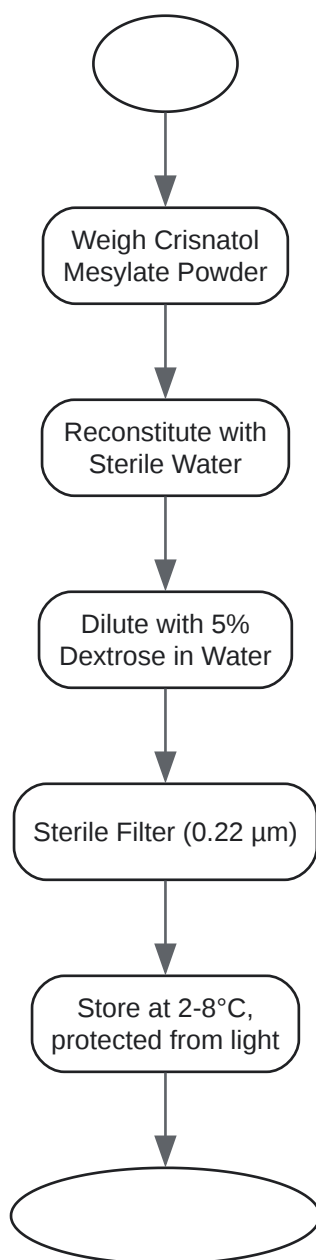 Weigh Crisnatol
Mesylate Powder
Reconstitute with
Sterile Water
Dilute with 5%
Dextrose in Water
Sterile Filter (0.22 µm)
Store at 2-8°C,
protected from light